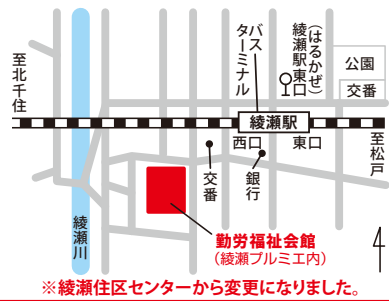 至北千住
バス
ターミナル
（はるかぜ）
綾瀬駅東口
公園
交番
綾瀬駅
西口
東口
至松戸
交番
銀行
綾瀬川
勤労福祉会館
（綾瀬プルミエ内）
※綾瀬住区センターから変更になりました。